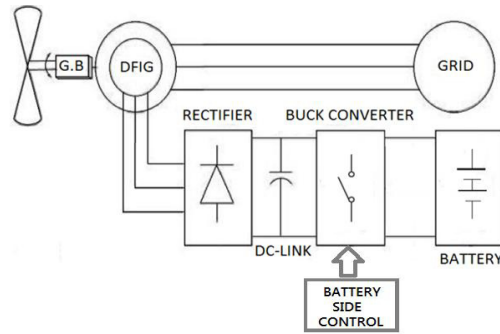 G.B
DFIG
GRID
RECTIFIER
BUCK CONVERTER
DC-LINK
BATTERY
BATTERY
SIDE
CONTROL